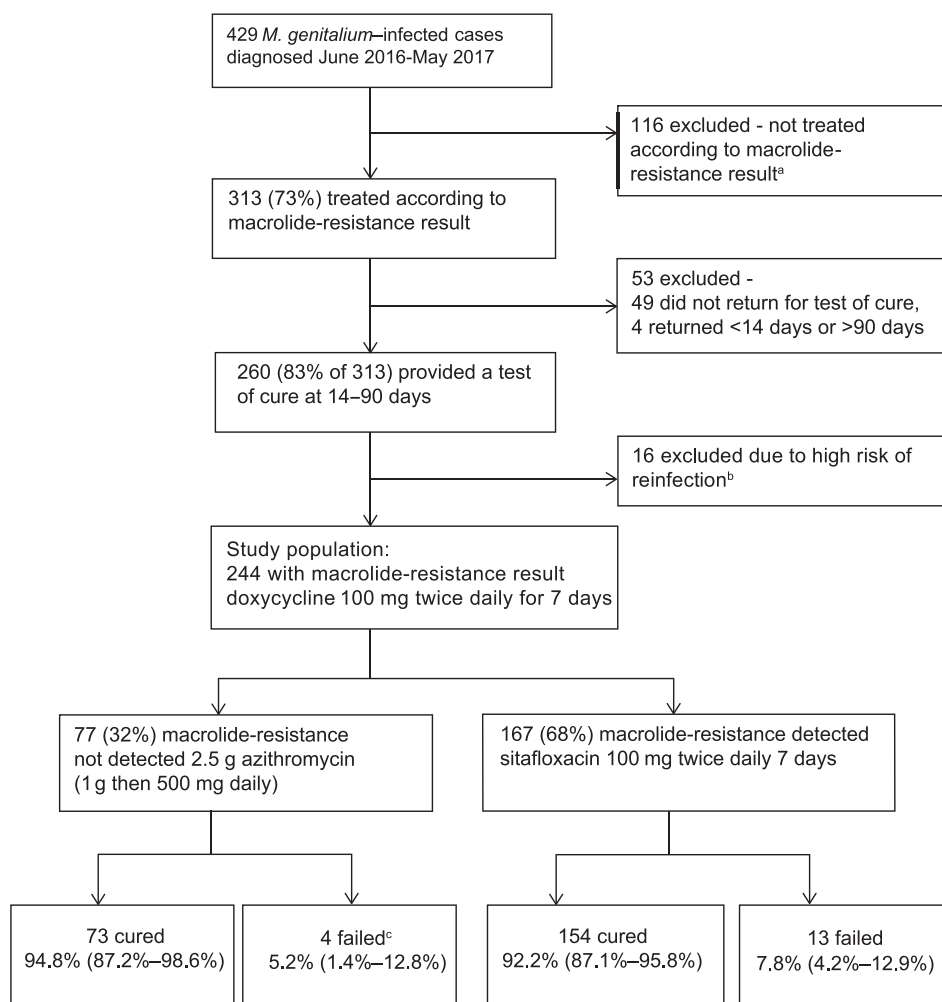 429 M. genitalium–infected cases
diagnosed June 2016-May 2017
116 excluded - not treated
according to macrolide-
resistance resultᵃ
313 (73%) treated according to
macrolide-resistance result
53 excluded -
49 did not return for test of cure,
4 returned <14 days or >90 days
260 (83% of 313) provided a test
of cure at 14–90 days
16 excluded due to high risk of
reinfectionᵇ
Study population:
244 with macrolide-resistance result
doxycycline 100 mg twice daily for 7 days
77 (32%) macrolide-resistance
not detected 2.5 g azithromycin
(1 g then 500 mg daily)
167 (68%) macrolide-resistance detected
sitafloxacin 100 mg twice daily 7 days
73 cured
94.8% (87.2%–98.6%)
4 failedᶜ
5.2% (1.4%–12.8%)
154 cured
92.2% (87.1%–95.8%)
13 failed
7.8% (4.2%–12.9%)